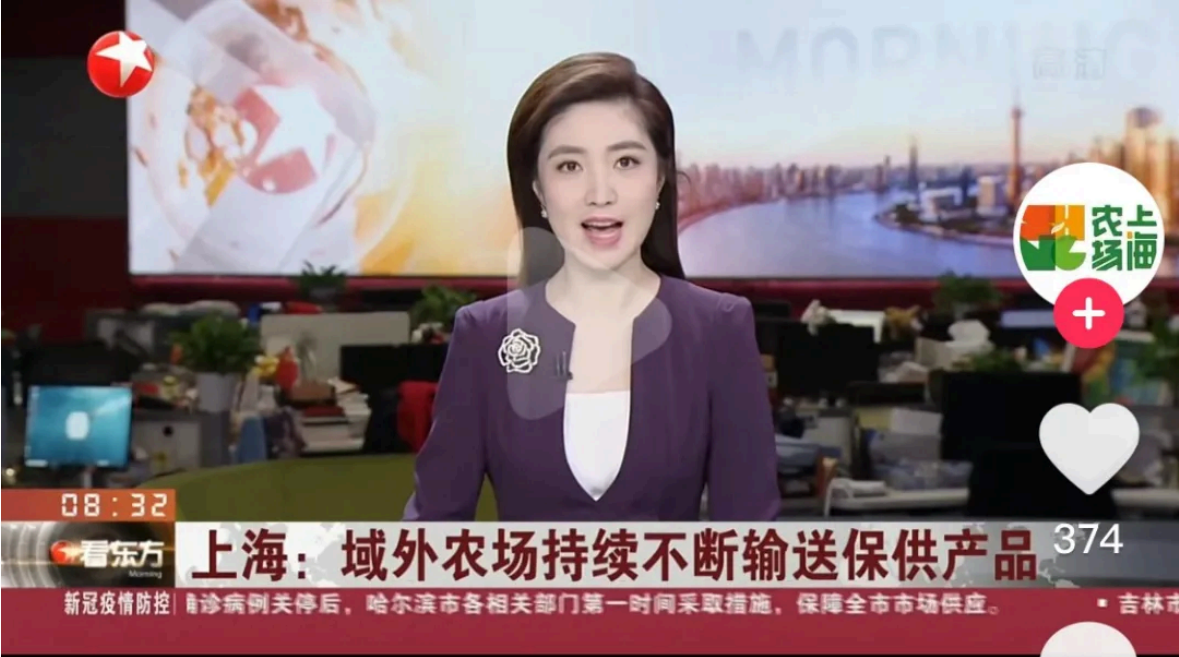 MORNING
高清
上海
农场
08:32
看东方
Morning
上海：域外农场持续不断输送保供产品
374
新冠疫情防控
诊病例关停后，哈尔滨市各相关部门第一时间采取措施，保障全市市场供应。
▪ 吉林市